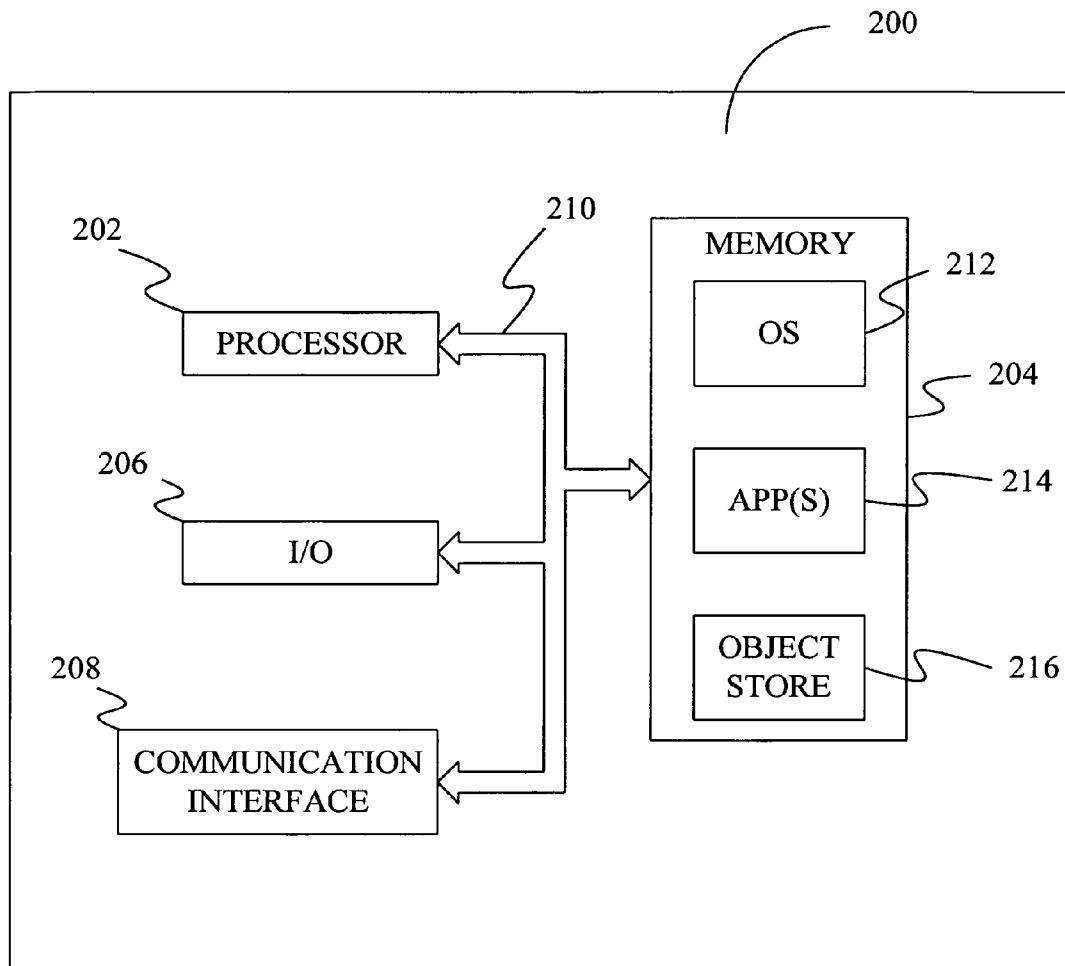 200
202
210
MEMORY
212
PROCESSOR
OS
204
206
APP(S)
214
I/O
208
OBJECT
STORE
216
COMMUNICATION
INTERFACE